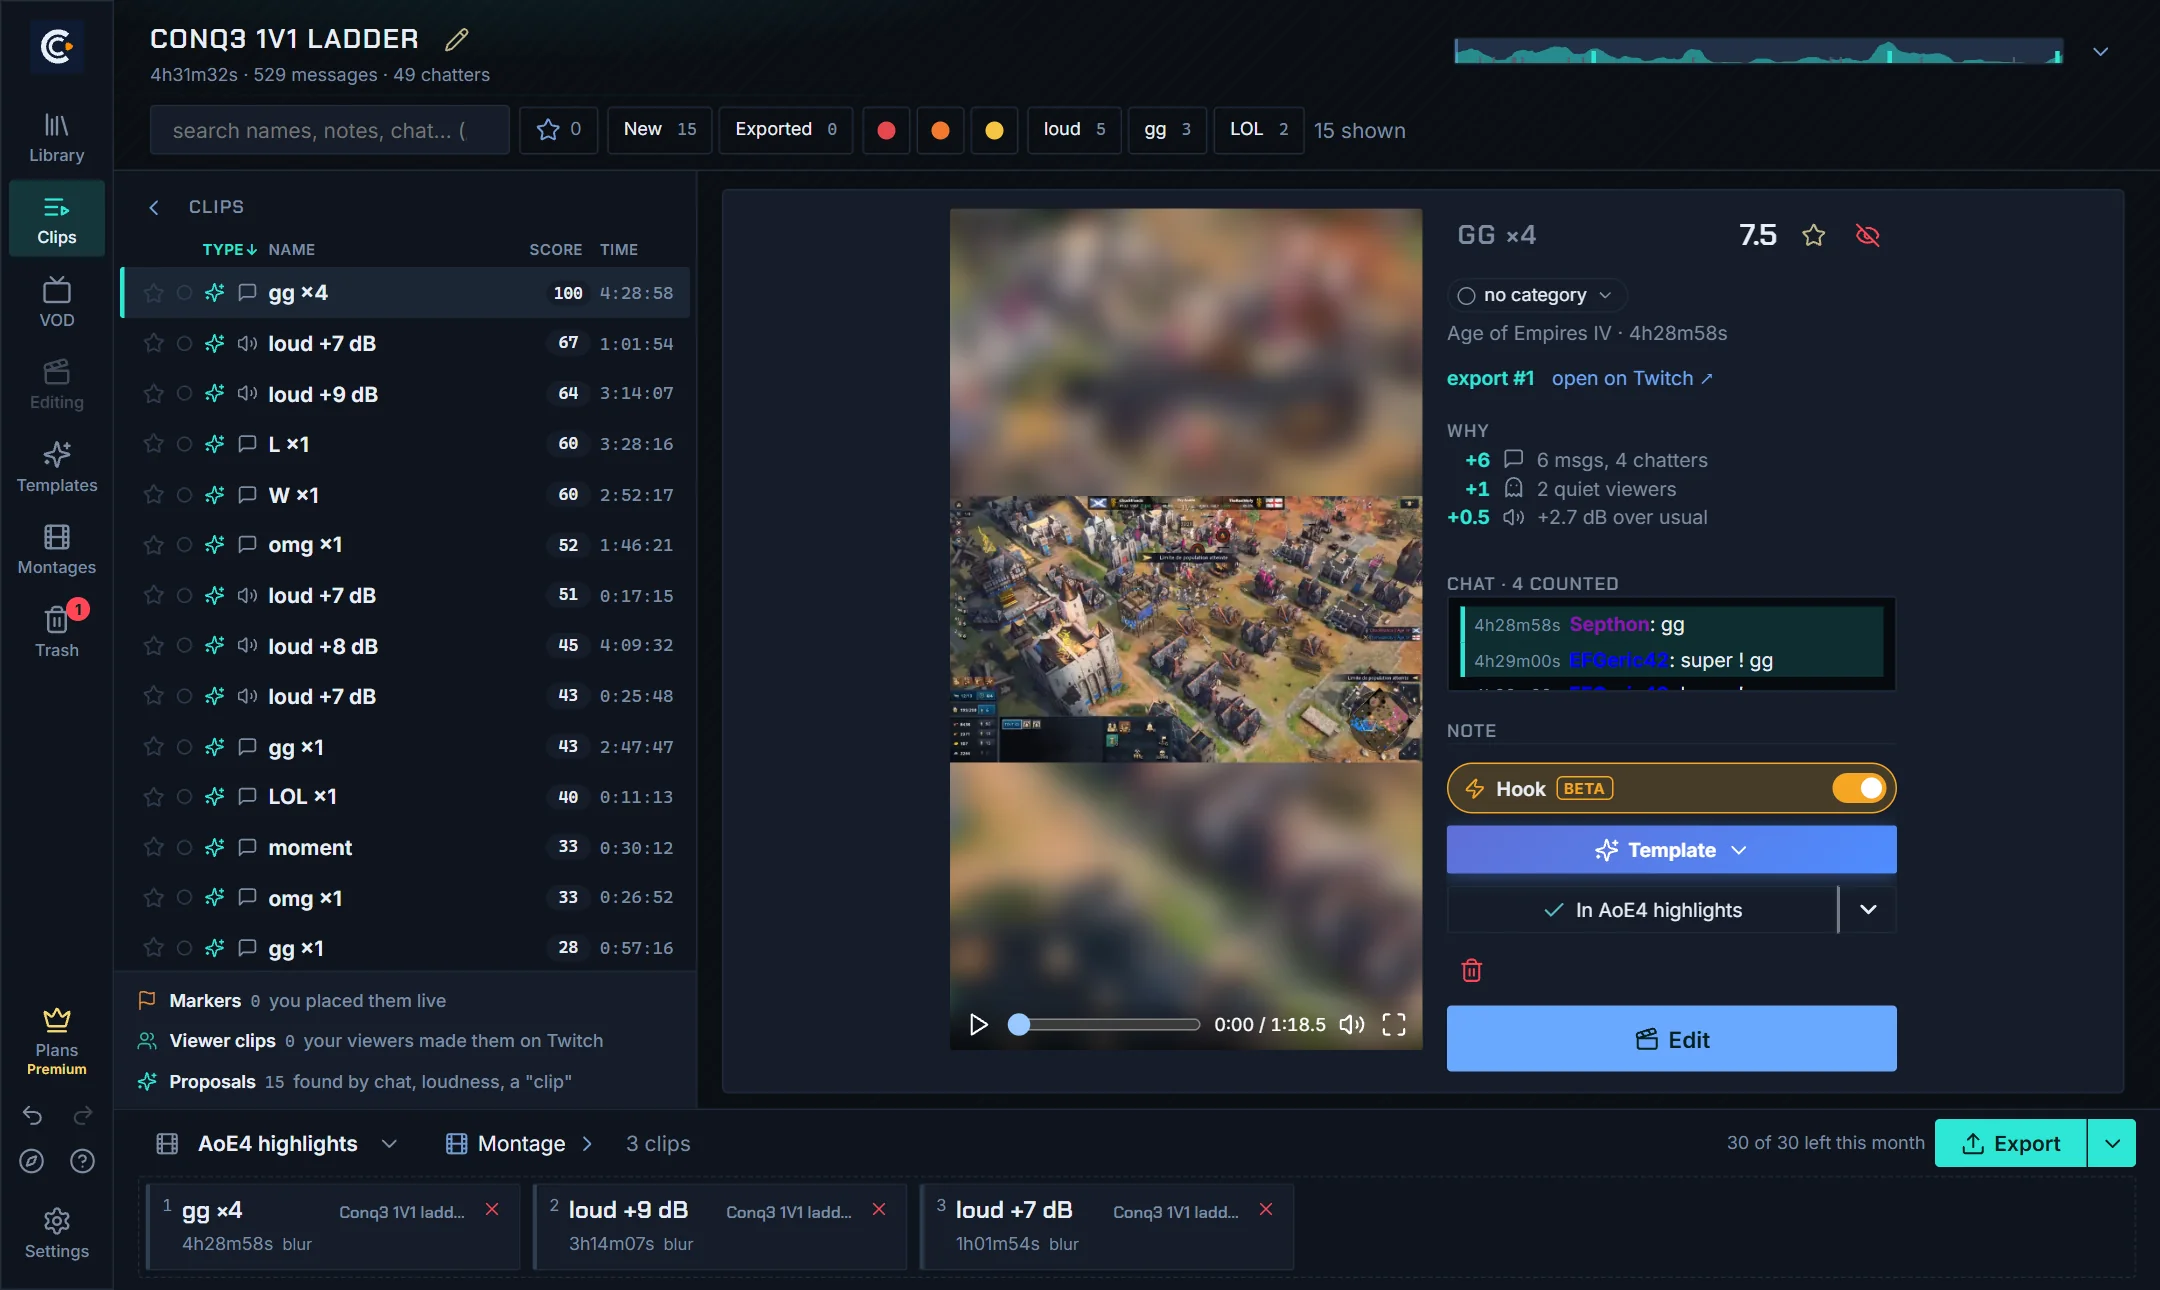 CONQ3 1V1 LADDER
4h31m32s · 529 messages · 49 chatters
search names, notes, chat... (
0
New 15
Exported 0
loud 5
gg 3
LOL 2
15 shown
Library
Clips
VOD
Editing
Templates
Montages
1
Trash
Plans
Premium
Settings
CLIPS
TYPE↓ NAME SCORE TIME
gg ×4 100 4:28:58
loud +7 dB 67 1:01:54
loud +9 dB 64 3:14:07
L ×1 60 3:28:16
W ×1 60 2:52:17
omg ×1 52 1:46:21
loud +7 dB 51 0:17:15
loud +8 dB 45 4:09:32
loud +7 dB 43 0:25:48
gg ×1 43 2:47:47
LOL ×1 40 0:11:13
moment 33 0:30:12
omg ×1 33 0:26:52
gg ×1 28 0:57:16
Markers 0 you placed them live
Viewer clips 0 your viewers made them on Twitch
Proposals 15 found by chat, loudness, a "clip"
Limite de population atteinte
Limite de population atteinte
0:00 / 1:18.5
GG ×4 7.5
no category
Age of Empires IV · 4h28m58s
export #1 open on Twitch ↗
WHY
+6 6 msgs, 4 chatters
+1 2 quiet viewers
+0.5 +2.7 dB over usual
CHAT · 4 COUNTED
4h28m58s Septhon: gg
4h29m00s EFGeric42: super ! gg
NOTE
Hook BETA
Template
In AoE4 highlights
Edit
AoE4 highlights
Montage
3 clips
30 of 30 left this month
Export
1 gg ×4 Conq3 1V1 ladd...
4h28m58s blur
2 loud +9 dB Conq3 1V1 ladd...
3h14m07s blur
3 loud +7 dB Conq3 1V1 ladd...
1h01m54s blur